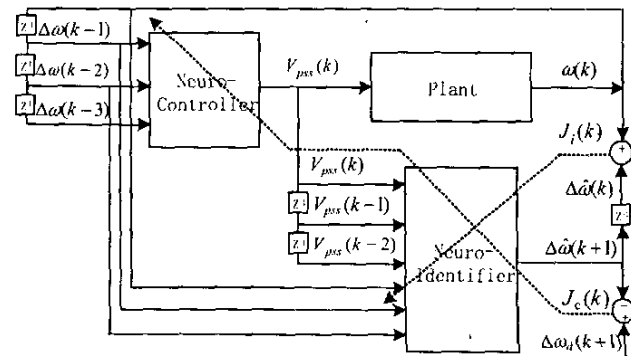 z⁻¹ Δω(k−1)
z⁻¹ Δω(k−2)
z⁻¹ Δω(k−3)
Neuro-
Controller
V_pss(k)
Plant
ω(k)
J_i(k)
+
V_pss(k)
z⁻¹ V_pss(k−1)
z⁻¹ V_pss(k−2)
Neuro-
Identifier
Δω̂(k)
z⁻¹
Δω̂(k+1)
J_c(k)
−
+
Δω_d(k+1)